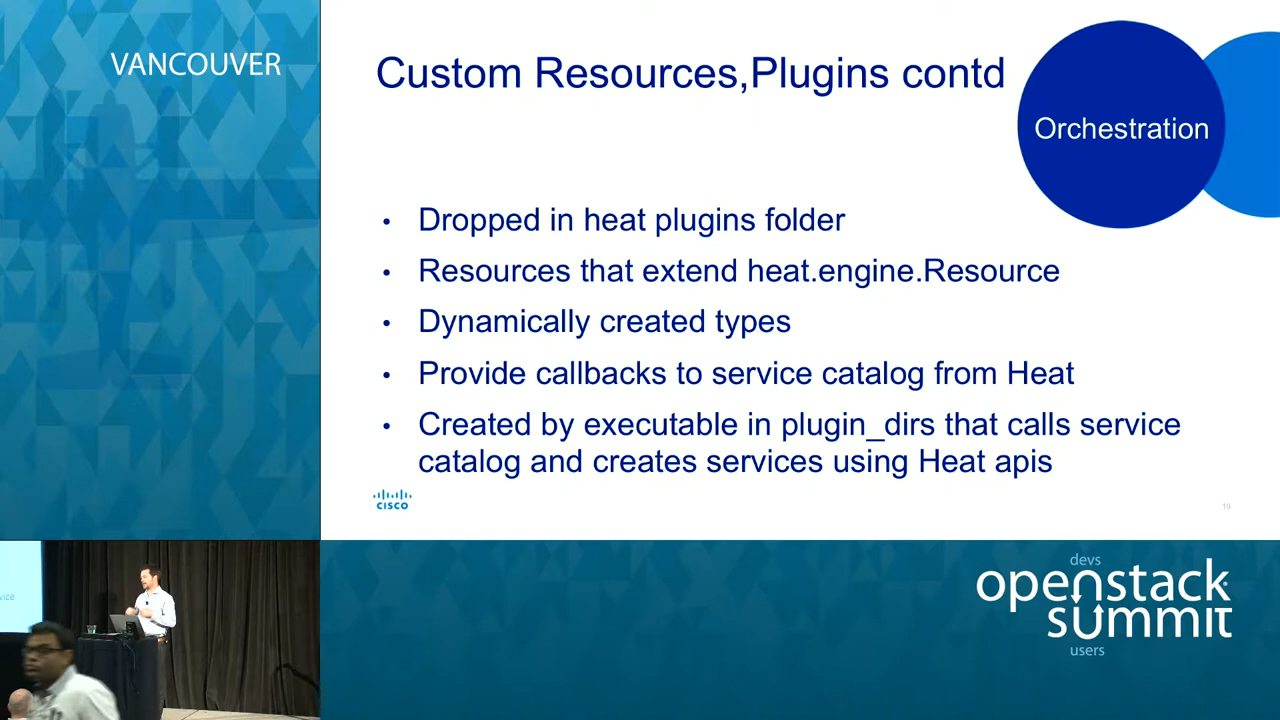 VANCOUVER
Custom Resources,Plugins contd
Orchestration
• Dropped in heat plugins folder
• Resources that extend heat.engine.Resource
• Dynamically created types
• Provide callbacks to service catalog from Heat
• Created by executable in plugin_dirs that calls service
catalog and creates services using Heat apis
CISCO
19
vice
devs
openstack
summit
users